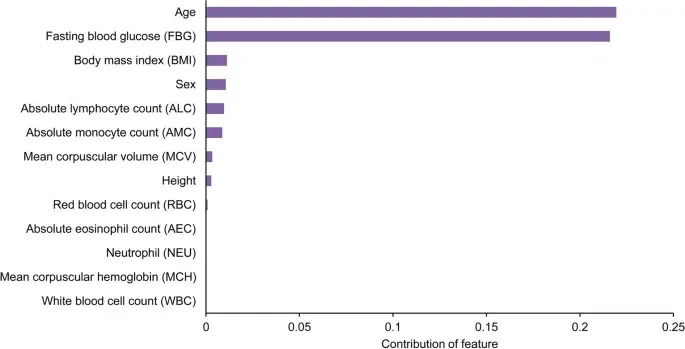 Age
Fasting blood glucose (FBG)
Body mass index (BMI)
Sex
Absolute lymphocyte count (ALC)
Absolute monocyte count (AMC)
Mean corpuscular volume (MCV)
Height
Red blood cell count (RBC)
Absolute eosinophil count (AEC)
Neutrophil (NEU)
Mean corpuscular hemoglobin (MCH)
White blood cell count (WBC)
0 0.05 0.1 0.15 0.2 0.25
Contribution of feature